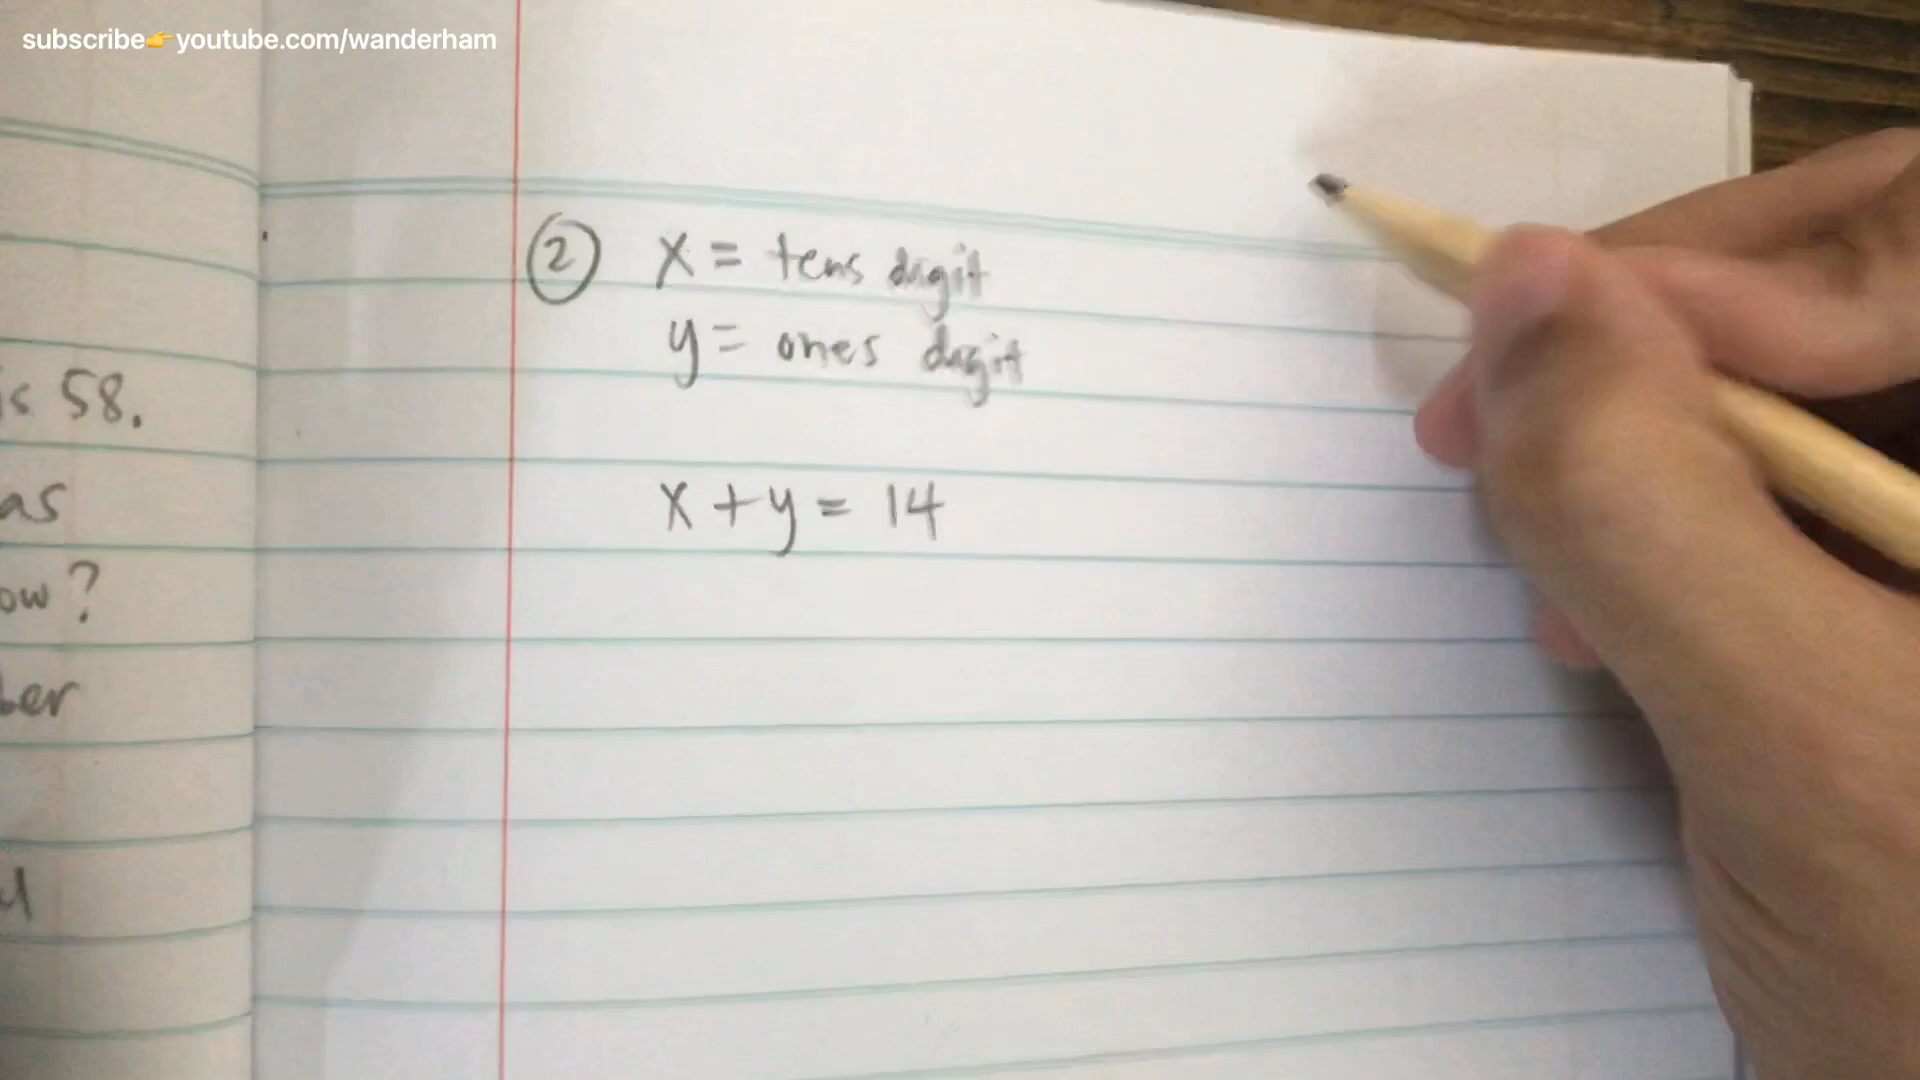 subscribe👉youtube.com/wanderham
is 58.
as
ow?
ber
② x = tens digit
y = ones digit
x + y = 14